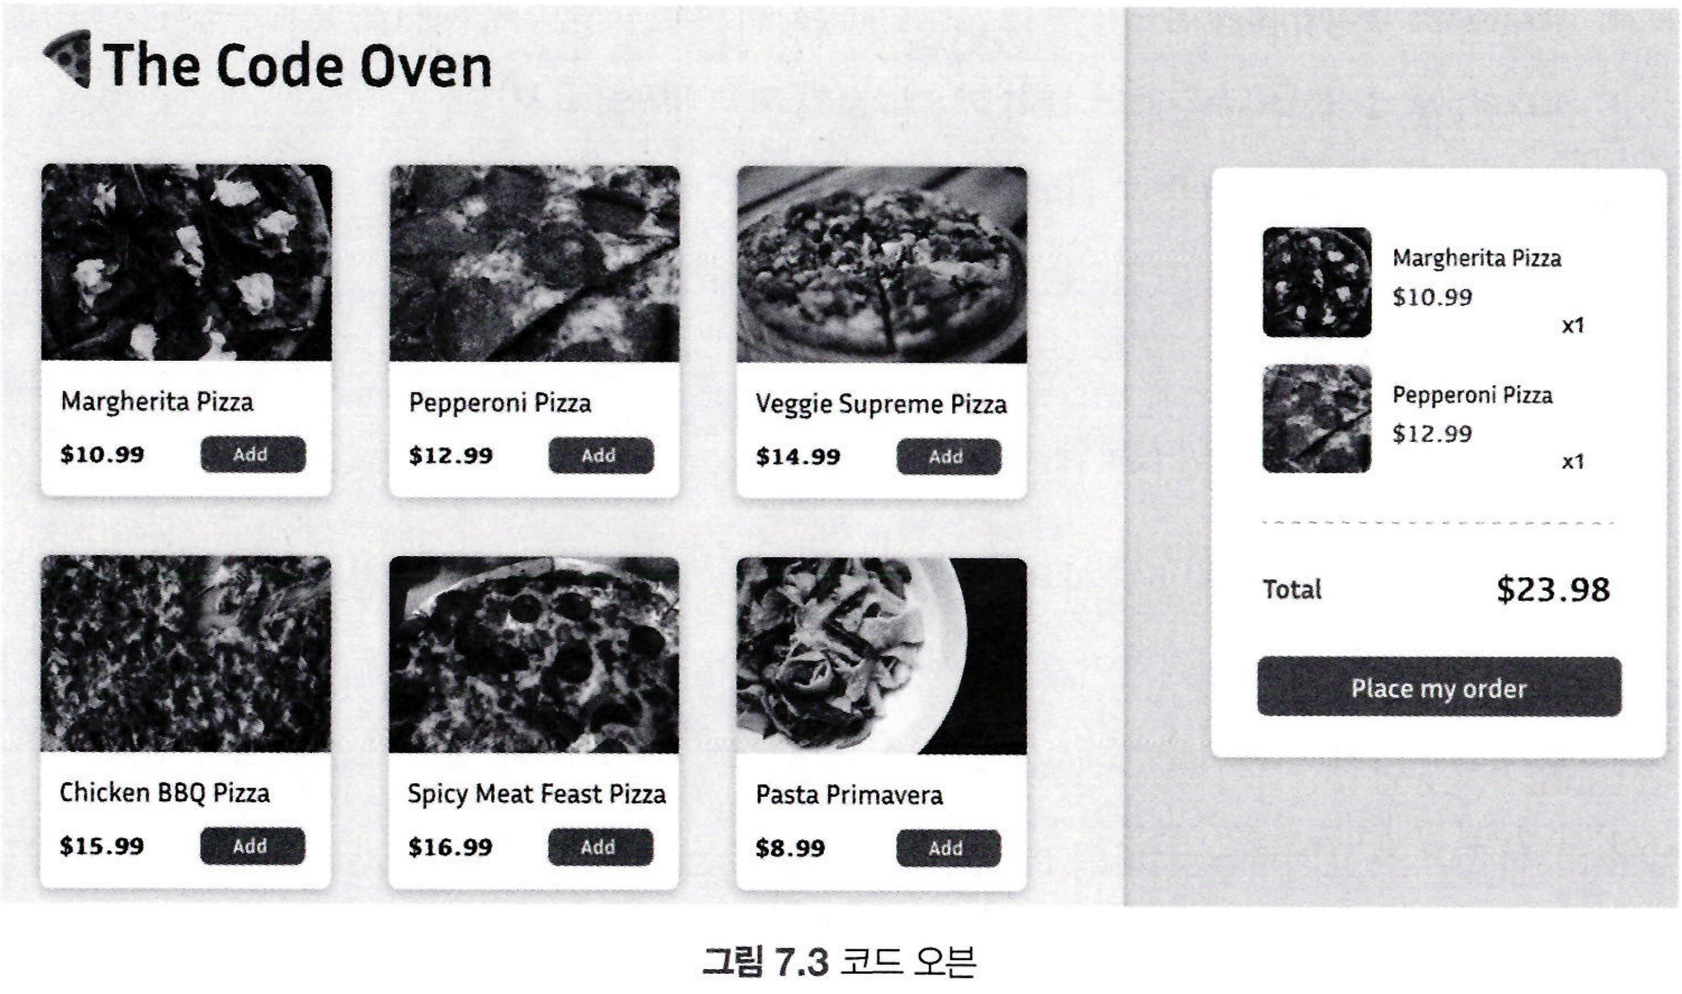 The Code Oven
Margherita Pizza
$10.99 Add
Pepperoni Pizza
$12.99 Add
Veggie Supreme Pizza
$14.99 Add
Chicken BBQ Pizza
$15.99 Add
Spicy Meat Feast Pizza
$16.99 Add
Pasta Primavera
$8.99 Add
Margherita Pizza
$10.99
x1
Pepperoni Pizza
$12.99
x1
Total $23.98
Place my order
그림 7.3 코드 오븐